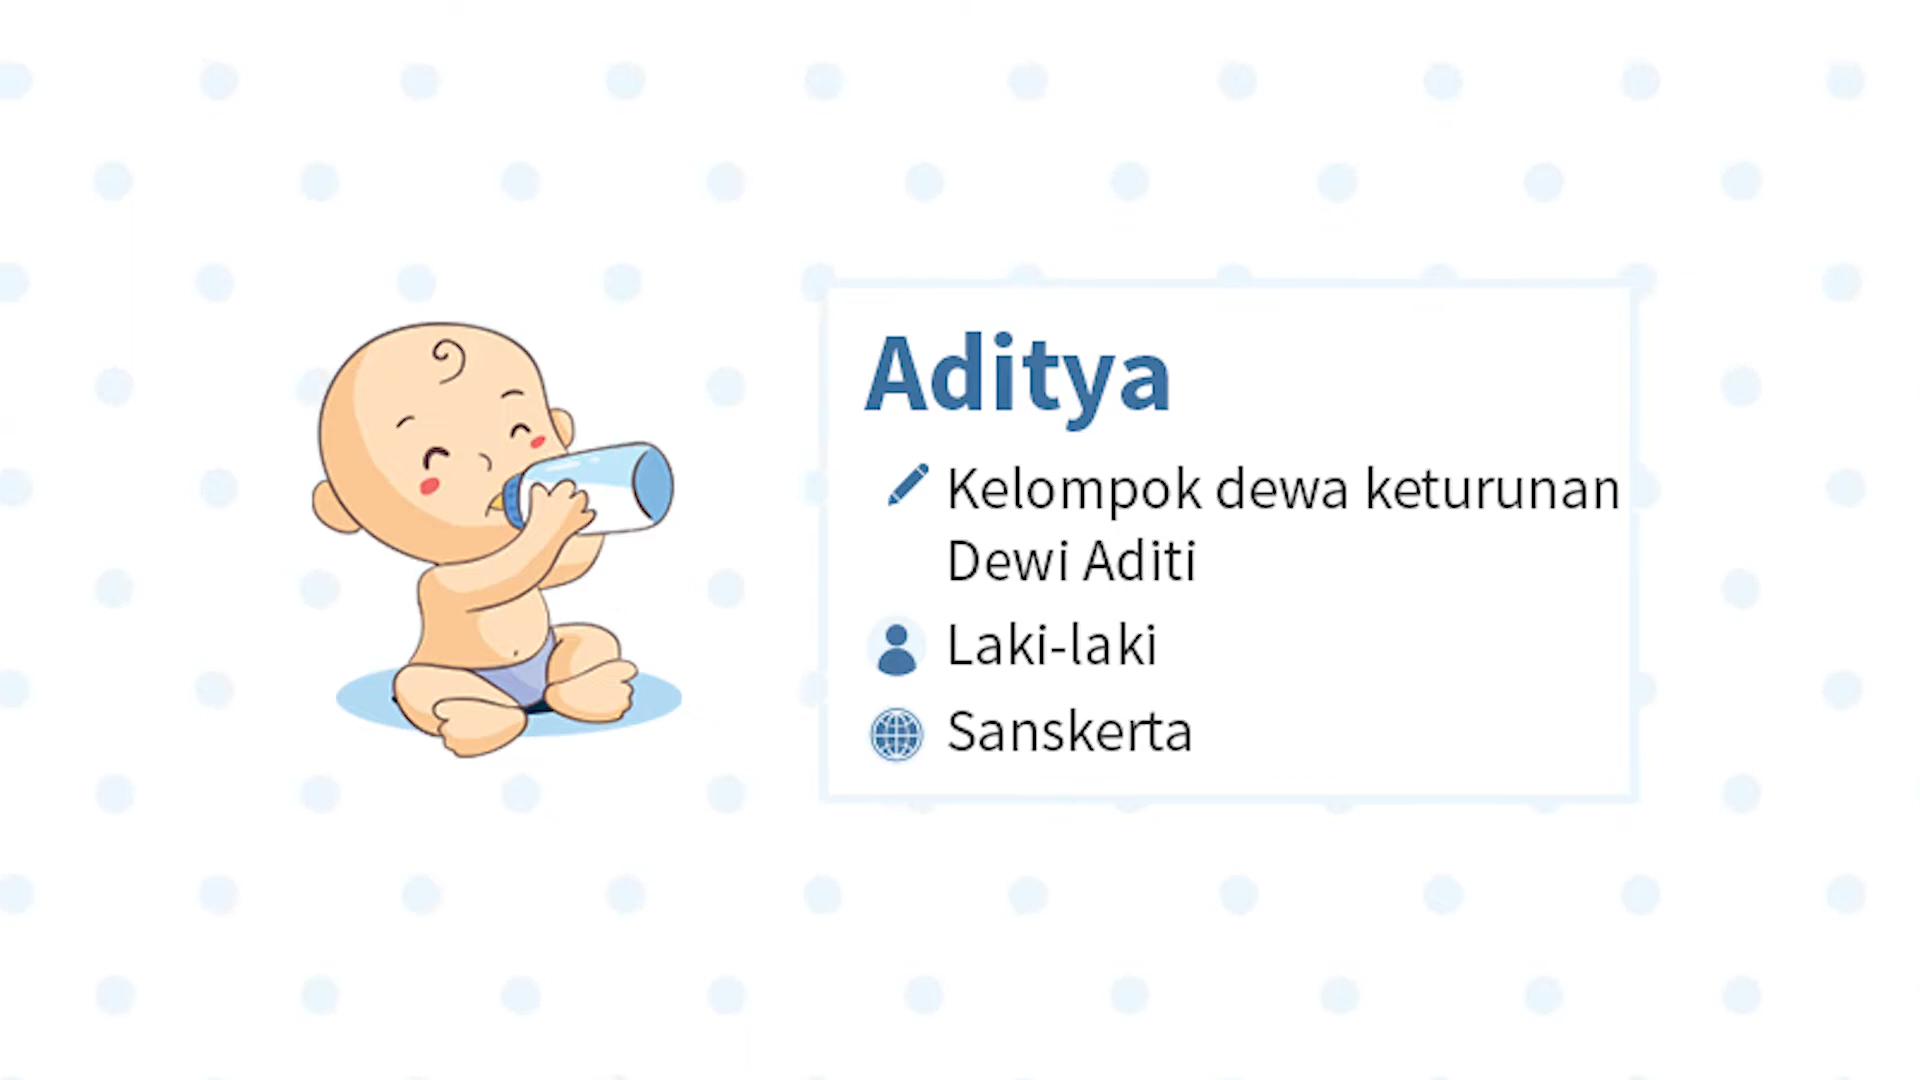 Aditya
Kelompok dewa keturunan
Dewi Aditi
Laki-laki
Sanskerta